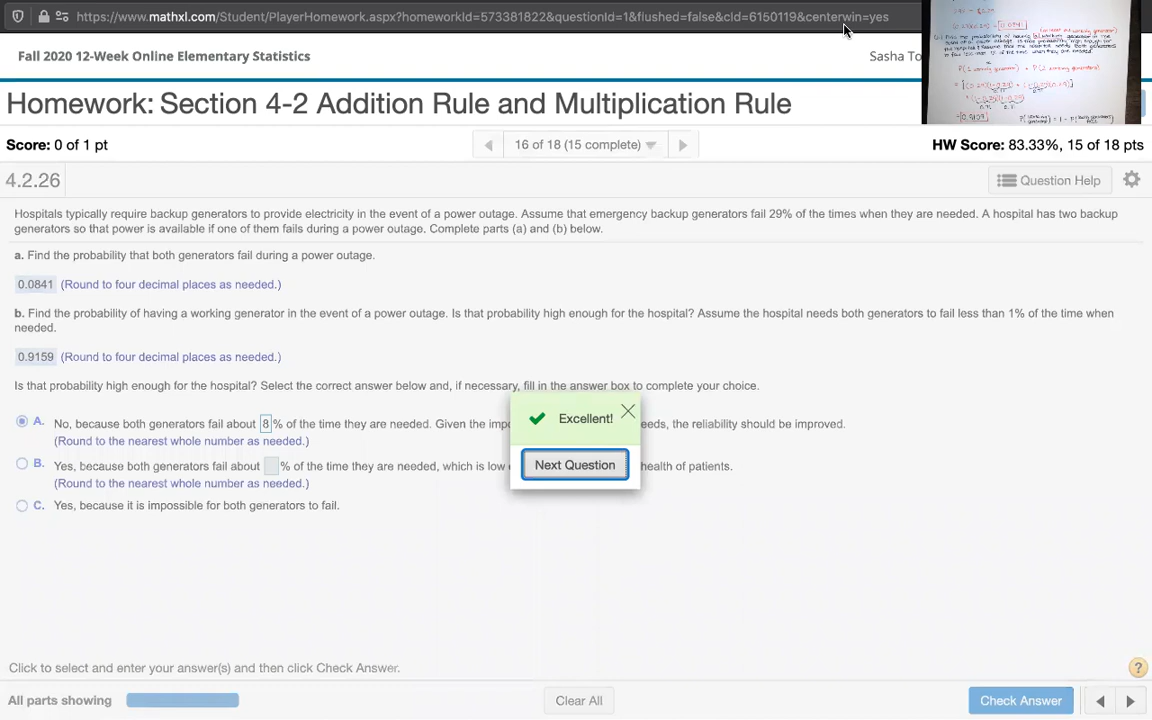 https://www.mathxl.com/Student/PlayerHomework.aspx?homeworkId=573381822&questionId=1&flushed=false&cId=6150119&centerwin=yes
Fall 2020 12-Week Online Elementary Statistics
Sasha To
Homework: Section 4-2 Addition Rule and Multiplication Rule
Score: 0 of 1 pt
16 of 18 (15 complete)
HW Score: 83.33%, 15 of 18 pts
4.2.26
Question Help
Hospitals typically require backup generators to provide electricity in the event of a power outage. Assume that emergency backup generators fail 29% of the times when they are needed. A hospital has two backup
generators so that power is available if one of them fails during a power outage. Complete parts (a) and (b) below.
a. Find the probability that both generators fail during a power outage.
0.0841 (Round to four decimal places as needed.)
b. Find the probability of having a working generator in the event of a power outage. Is that probability high enough for the hospital? Assume the hospital needs both generators to fail less than 1% of the time when
needed.
0.9159 (Round to four decimal places as needed.)
Is that probability high enough for the hospital? Select the correct answer below and, if necessary, fill in the answer box to complete your choice.
A. No, because both generators fail about 8 % of the time they are needed. Given the impo eeds, the reliability should be improved.
(Round to the nearest whole number as needed.)
B. Yes, because both generators fail about % of the time they are needed, which is low health of patients.
(Round to the nearest whole number as needed.)
C. Yes, because it is impossible for both generators to fail.
Excellent!
Next Question
Click to select and enter your answer(s) and then click Check Answer.
?
All parts showing
Clear All
Check Answer